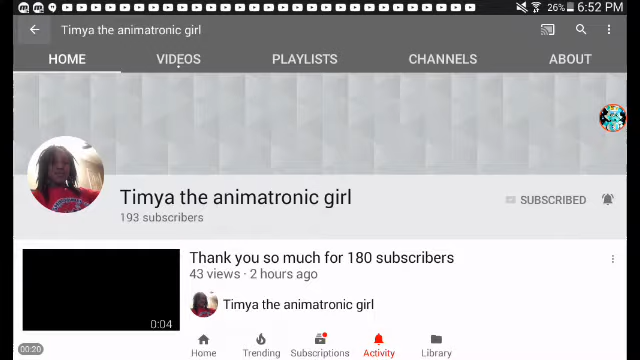 26% 6:52 PM
Timya the animatronic girl
HOME VIDEOS PLAYLISTS CHANNELS ABOUT
Timya the animatronic girl
193 subscribers
SUBSCRIBED
Thank you so much for 180 subscribers
43 views · 2 hours ago
Timya the animatronic girl
0:04
00:20
Home Trending Subscriptions Activity Library